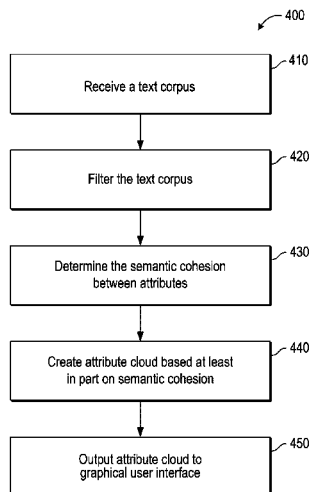 400
410
Receive a text corpus
420
Filter the text corpus
430
Determine the semantic cohesion
between attributes
440
Create attribute cloud based at least
in part on semantic cohesion
450
Output attribute cloud to
graphical user interface